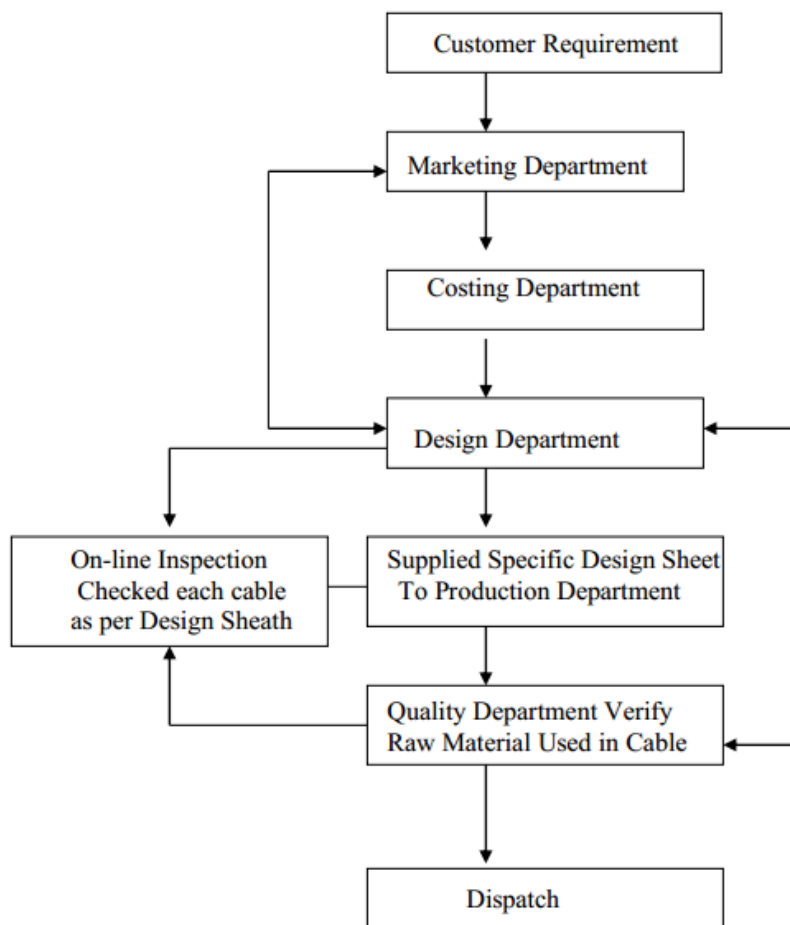 Customer Requirement
Marketing Department
Costing Department
Design Department
On-line Inspection
Checked each cable
as per Design Sheath
Supplied Specific Design Sheet
To Production Department
Quality Department Verify
Raw Material Used in Cable
Dispatch